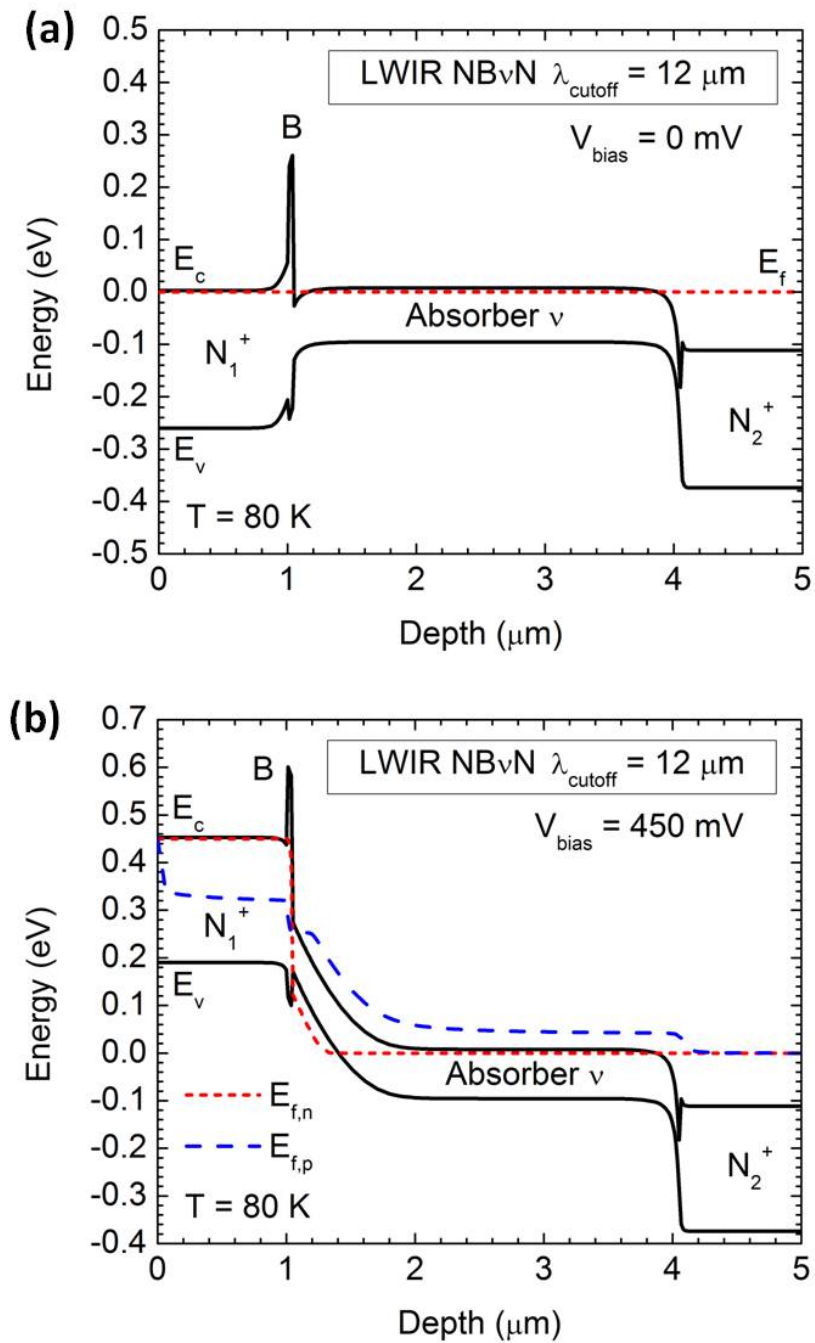 (a)
0.5
0.4
0.3
0.2
0.1
0.0
-0.1
-0.2
-0.3
-0.4
-0.5
Energy (eV)
LWIR NBνN λcutoff = 12 μm
Vbias = 0 mV
B
Ec
Ef
Absorber ν
N1+
N2+
Ev
T = 80 K
0 1 2 3 4 5
Depth (μm)
(b)
0.7
0.6
0.5
0.4
0.3
0.2
0.1
0.0
-0.1
-0.2
-0.3
-0.4
Energy (eV)
LWIR NBνN λcutoff = 12 μm
Vbias = 450 mV
B
Ec
N1+
Ev
Absorber ν
Ef,n
Ef,p
N2+
T = 80 K
0 1 2 3 4 5
Depth (μm)